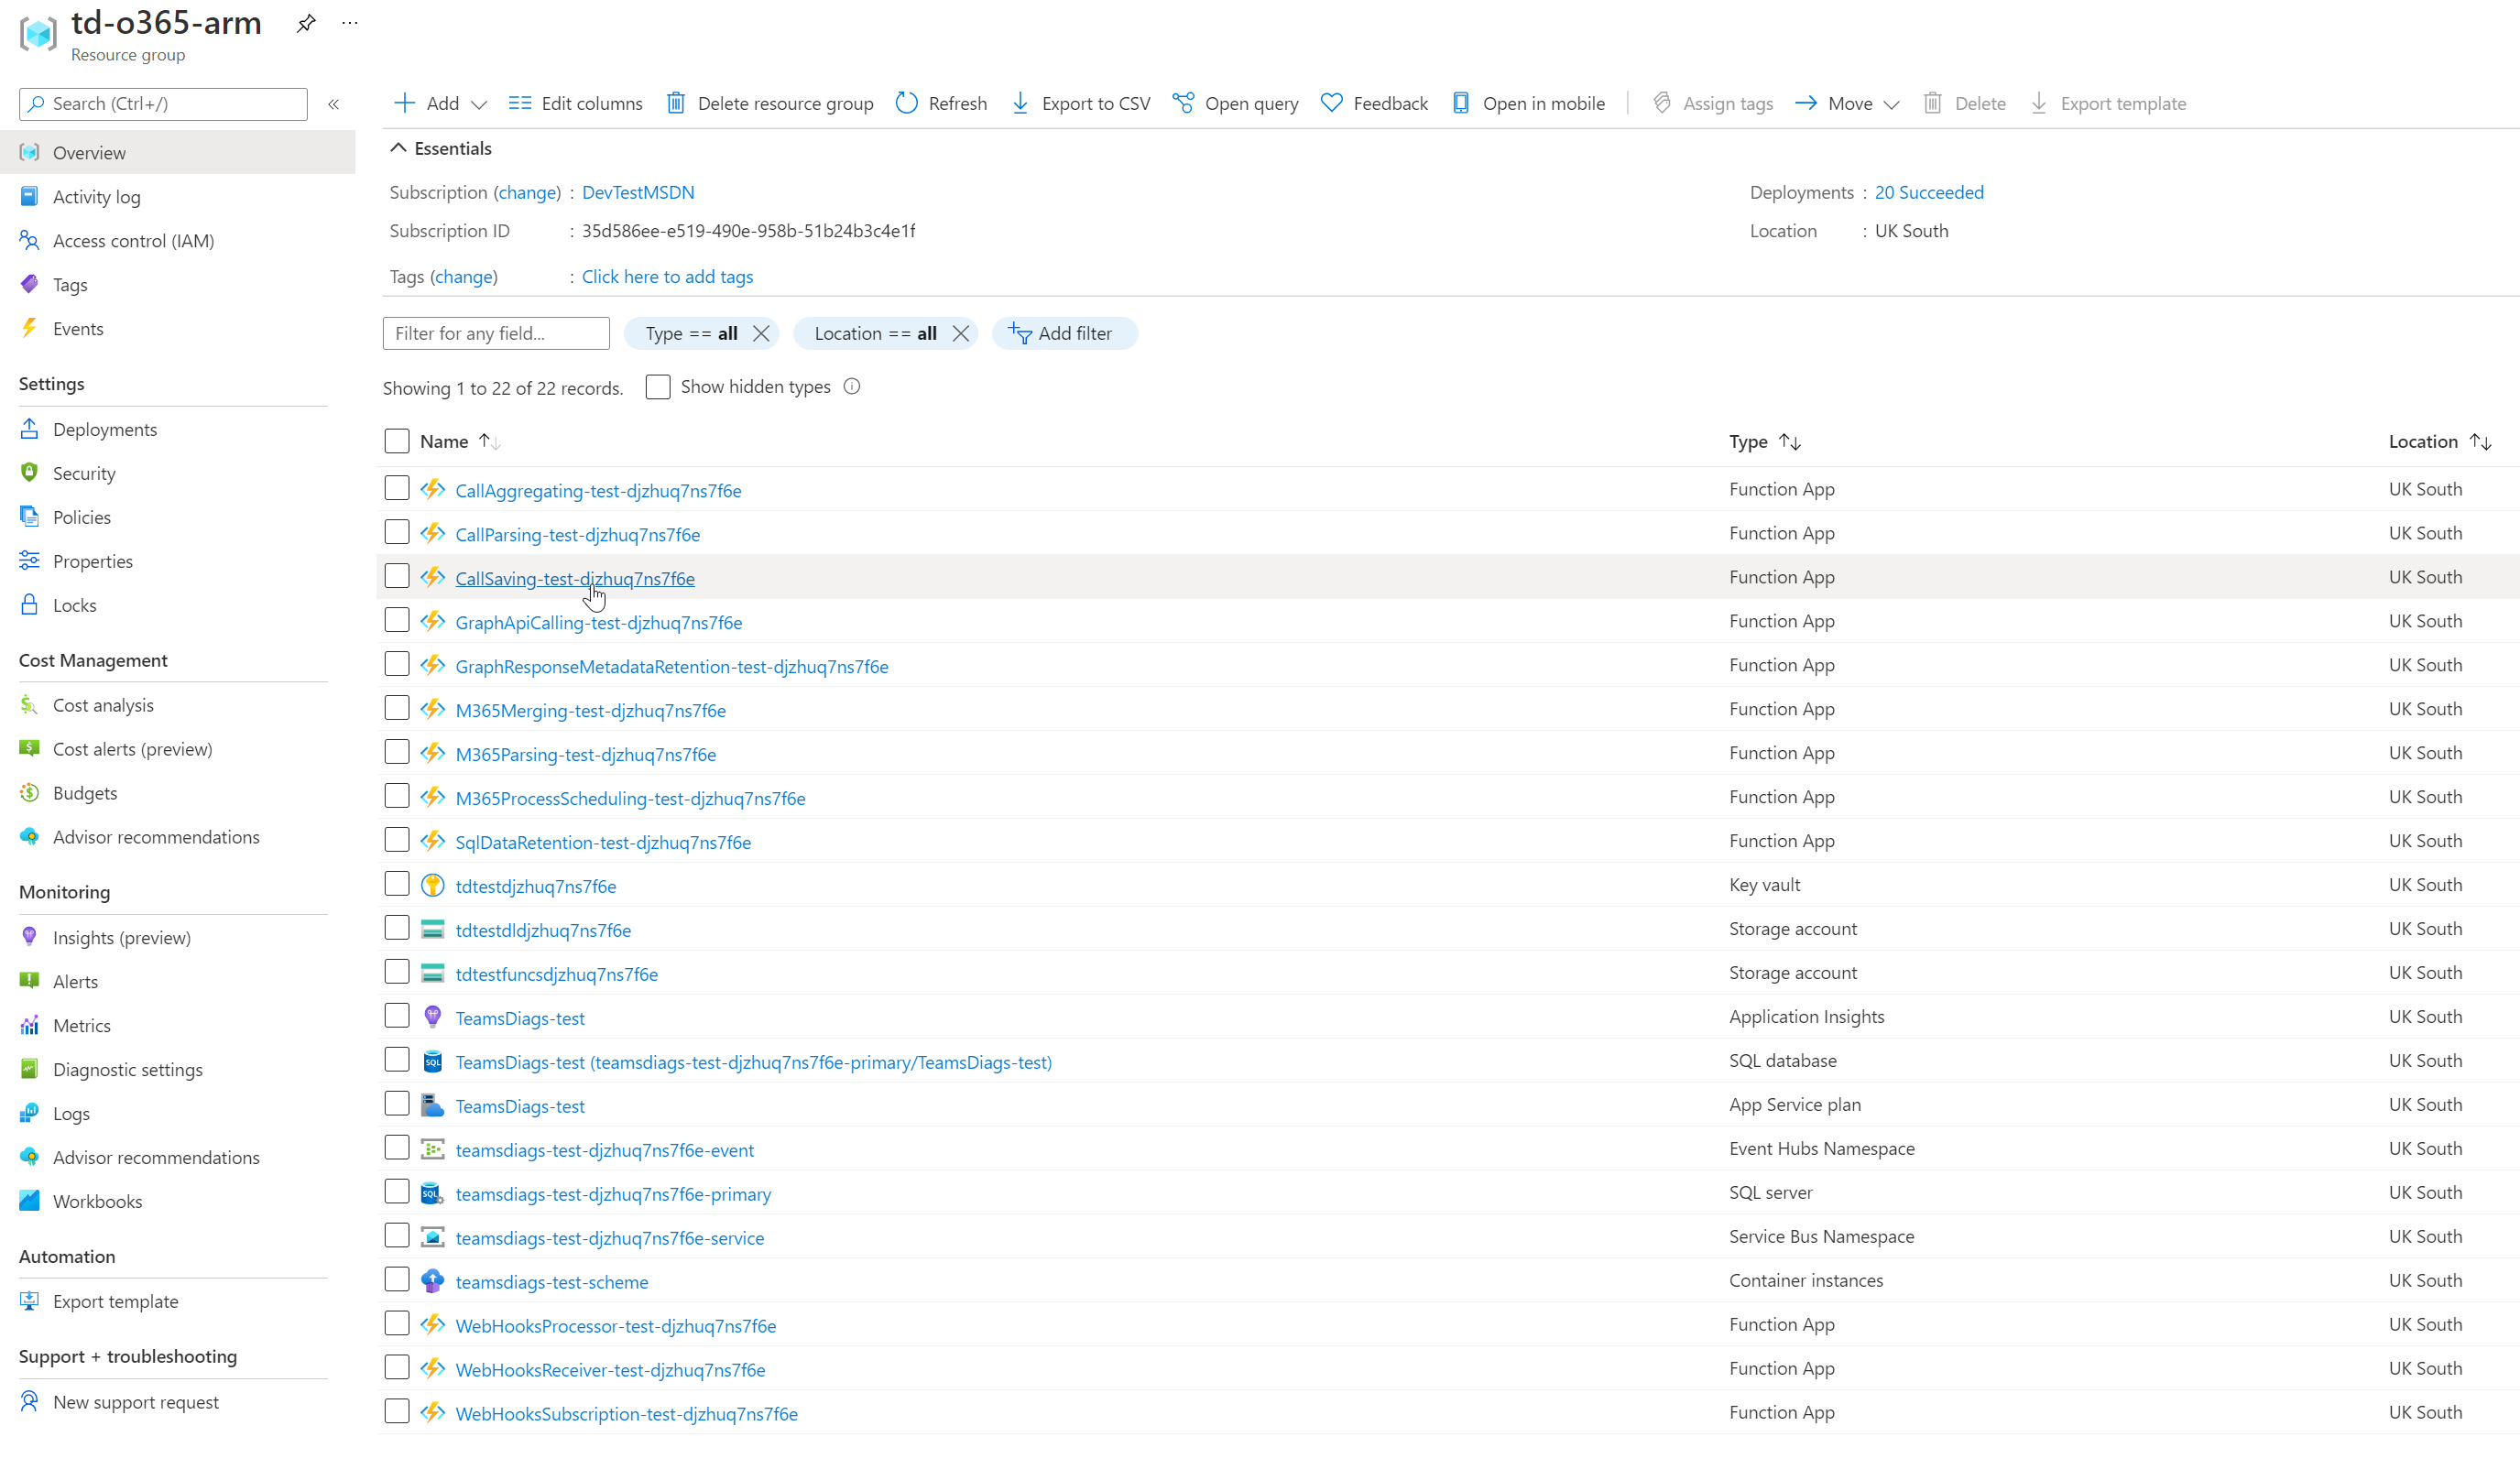 td-o365-arm
Resource group
Search (Ctrl+/)
Overview
Activity log
Access control (IAM)
Tags
Events
Settings
Deployments
Security
Policies
Properties
Locks
Cost Management
Cost analysis
Cost alerts (preview)
Budgets
Advisor recommendations
Monitoring
Insights (preview)
Alerts
Metrics
Diagnostic settings
Logs
Advisor recommendations
Workbooks
Automation
Export template
Support + troubleshooting
New support request
Add Edit columns Delete resource group Refresh Export to CSV Open query Feedback Open in mobile Assign tags Move Delete Export template
Essentials
Subscription (change) : DevTestMSDN Deployments : 20 Succeeded
Subscription ID : 35d586ee-e519-490e-958b-51b24b3c4e1f Location : UK South
Tags (change) : Click here to add tags
Filter for any field... Type == all Location == all Add filter
Showing 1 to 22 of 22 records. Show hidden types
Name Type Location
CallAggregating-test-djzhuq7ns7f6e Function App UK South
CallParsing-test-djzhuq7ns7f6e Function App UK South
CallSaving-test-djzhuq7ns7f6e Function App UK South
GraphApiCalling-test-djzhuq7ns7f6e Function App UK South
GraphResponseMetadataRetention-test-djzhuq7ns7f6e Function App UK South
M365Merging-test-djzhuq7ns7f6e Function App UK South
M365Parsing-test-djzhuq7ns7f6e Function App UK South
M365ProcessScheduling-test-djzhuq7ns7f6e Function App UK South
SqlDataRetention-test-djzhuq7ns7f6e Function App UK South
tdtestdjzhuq7ns7f6e Key vault UK South
tdtestdldjzhuq7ns7f6e Storage account UK South
tdtestfuncsdjzhuq7ns7f6e Storage account UK South
TeamsDiags-test Application Insights UK South
TeamsDiags-test (teamsdiags-test-djzhuq7ns7f6e-primary/TeamsDiags-test) SQL database UK South
TeamsDiags-test App Service plan UK South
teamsdiags-test-djzhuq7ns7f6e-event Event Hubs Namespace UK South
teamsdiags-test-djzhuq7ns7f6e-primary SQL server UK South
teamsdiags-test-djzhuq7ns7f6e-service Service Bus Namespace UK South
teamsdiags-test-scheme Container instances UK South
WebHooksProcessor-test-djzhuq7ns7f6e Function App UK South
WebHooksReceiver-test-djzhuq7ns7f6e Function App UK South
WebHooksSubscription-test-djzhuq7ns7f6e Function App UK South